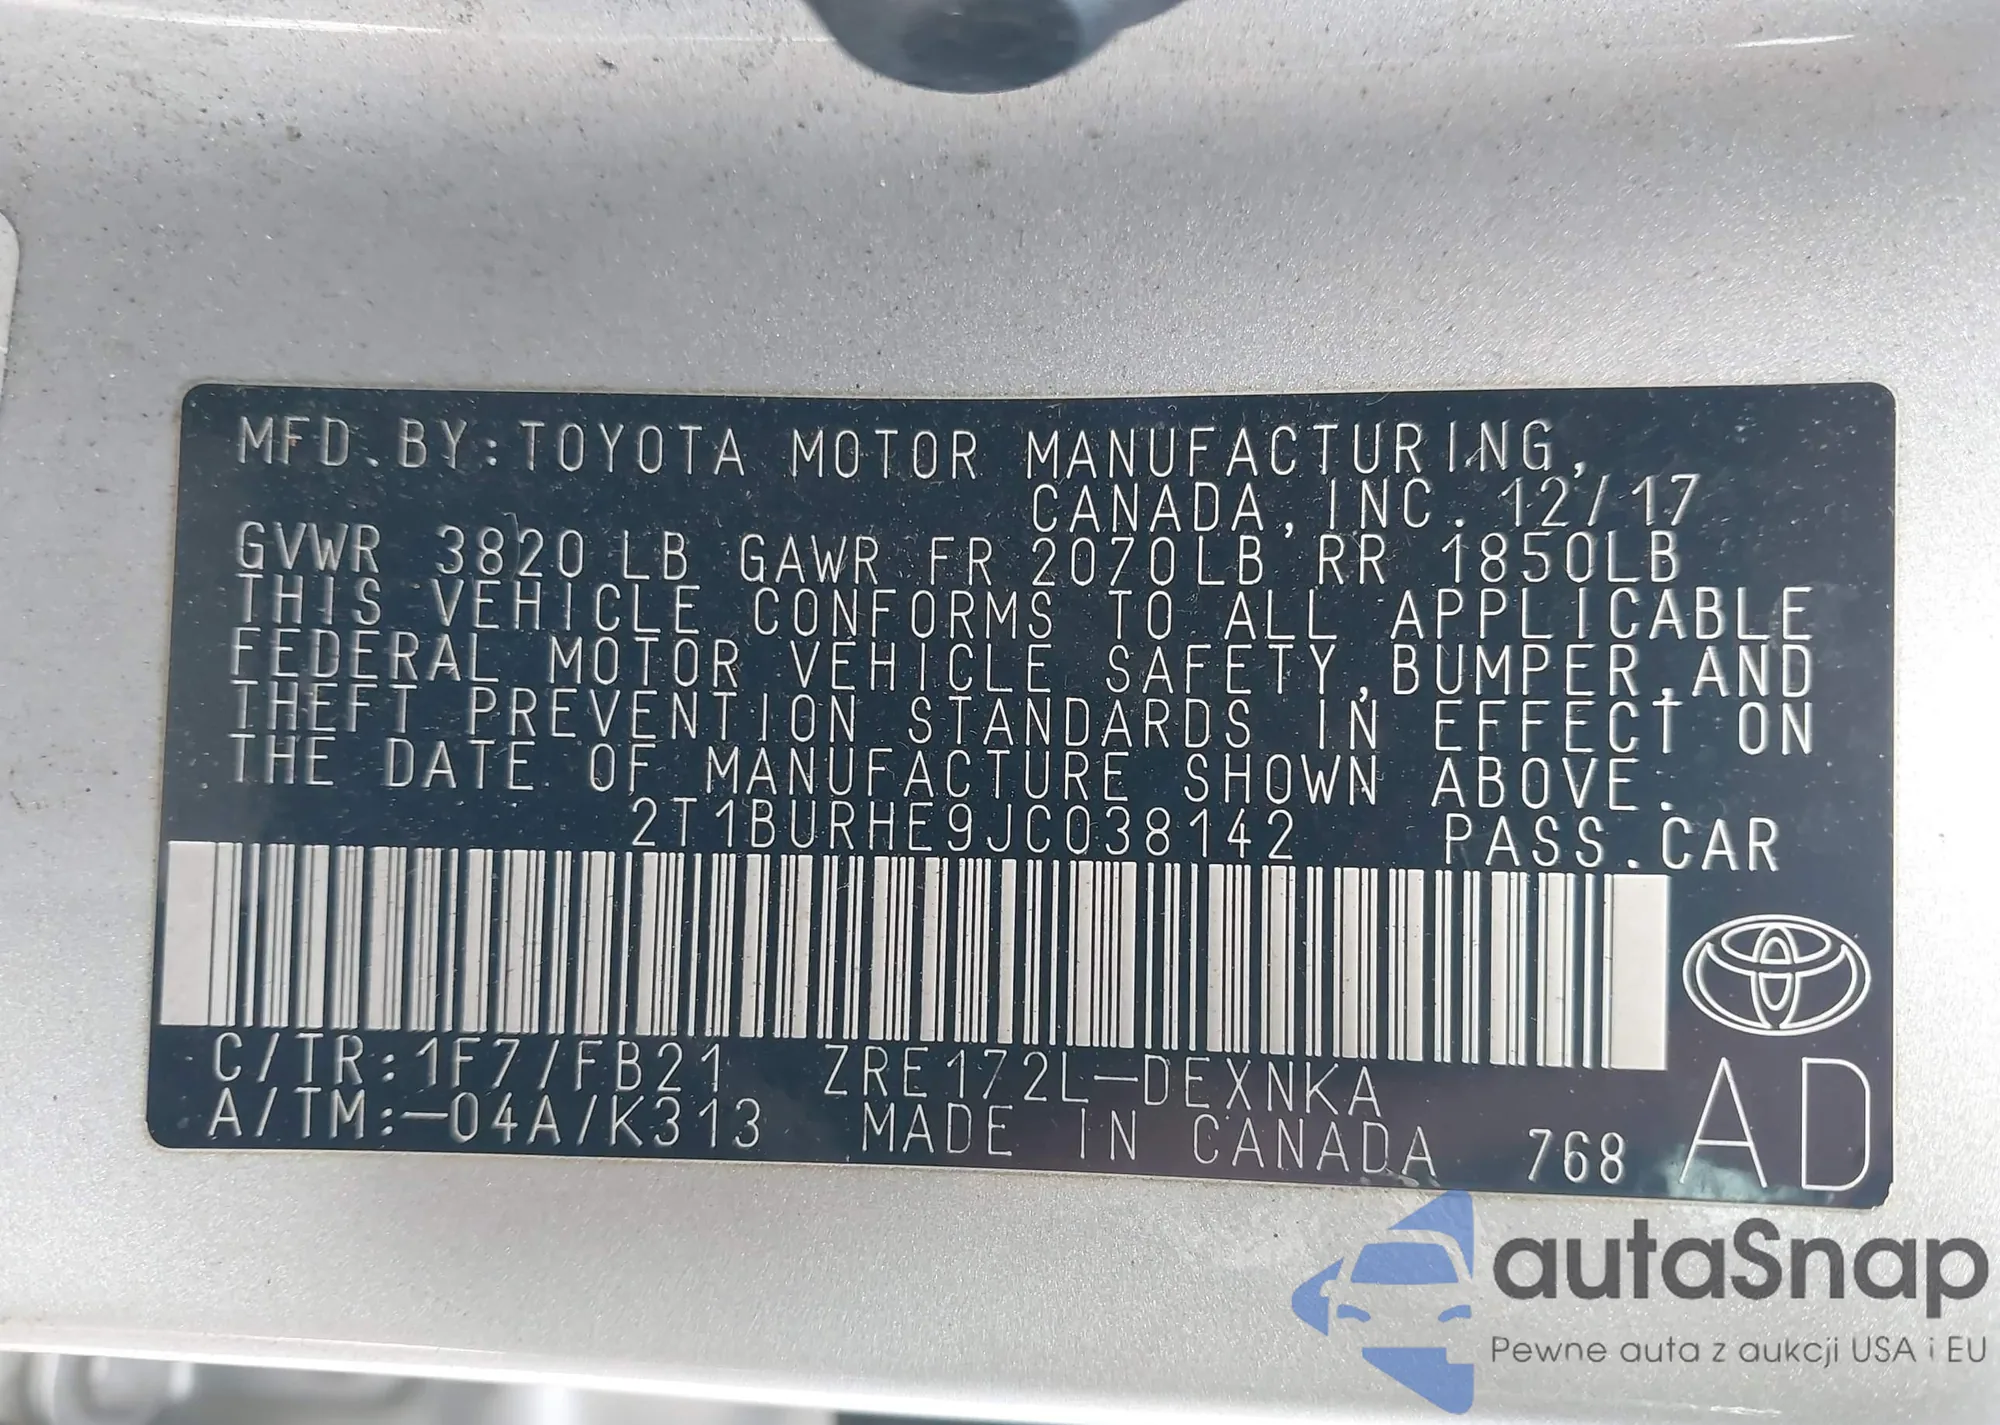 MFD.BY:TOYOTA MOTOR MANUFACTURING,
CANADA,INC. 12/17
GVWR 3820 LB GAWR FR 2070LB RR 1850LB
THIS VEHICLE CONFORMS TO ALL APPLICABLE
FEDERAL MOTOR VEHICLE SAFETY,BUMPER,AND
THEFT PREVENTION STANDARDS IN EFFECT ON
THE DATE OF MANUFACTURE SHOWN ABOVE.
2T1BURHE9JC038142 PASS.CAR
C/TR:1F7/FB21 ZRE172L-DEXNKA
A/TM:-04A/K313 MADE IN CANADA 768 AD
autoSnap
Pewne auta z aukcji USA i EU